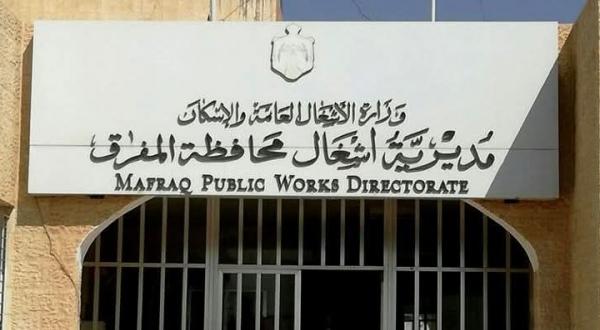 وزارة الأشغال العامة والإسكان
مديرية أشغال محافظة المفرق
MAFRAQ PUBLIC WORKS DIRECTORATE